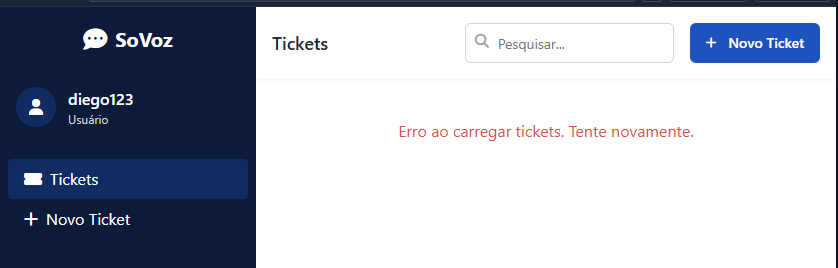 SoVoz
diego123
Usuário
Tickets
Novo Ticket
Tickets
Pesquisar...
Novo Ticket
Erro ao carregar tickets. Tente novamente.